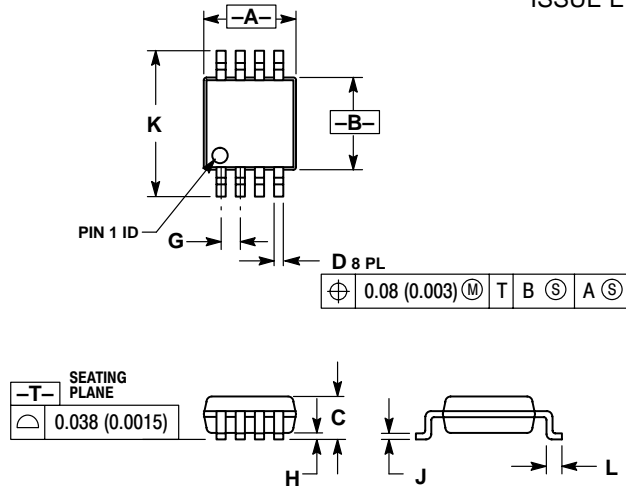 ISSUE E
–A–
K
–B–
PIN 1 ID
G
D 8 PL
⌖ 0.08 (0.003) Ⓜ T B Ⓢ A Ⓢ
–T– SEATING PLANE
⌓ 0.038 (0.0015)
C
H
J
L